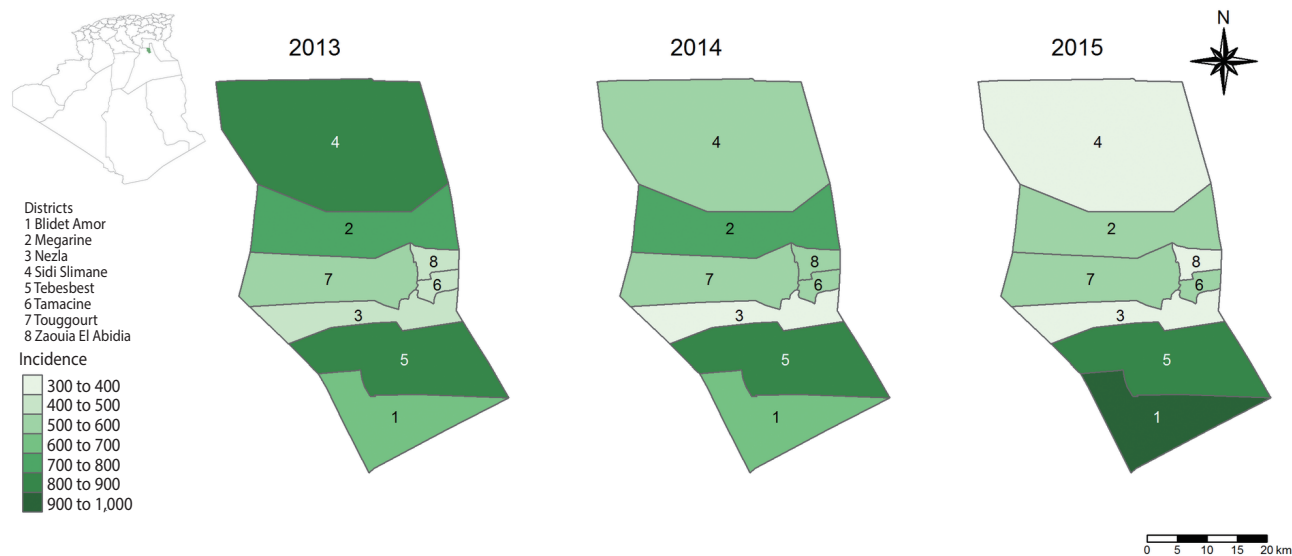 2013
2014
2015
N
4
2
7
8
6
3
5
1
4
2
7
8
6
3
5
1
4
2
7
8
6
3
5
1
Districts
1 Blidet Amor
2 Megarine
3 Nezla
4 Sidi Slimane
5 Tebesbest
6 Tamacine
7 Touggourt
8 Zaouia El Abidia
Incidence
300 to 400
400 to 500
500 to 600
600 to 700
700 to 800
800 to 900
900 to 1,000
0 5 10 15 20 km